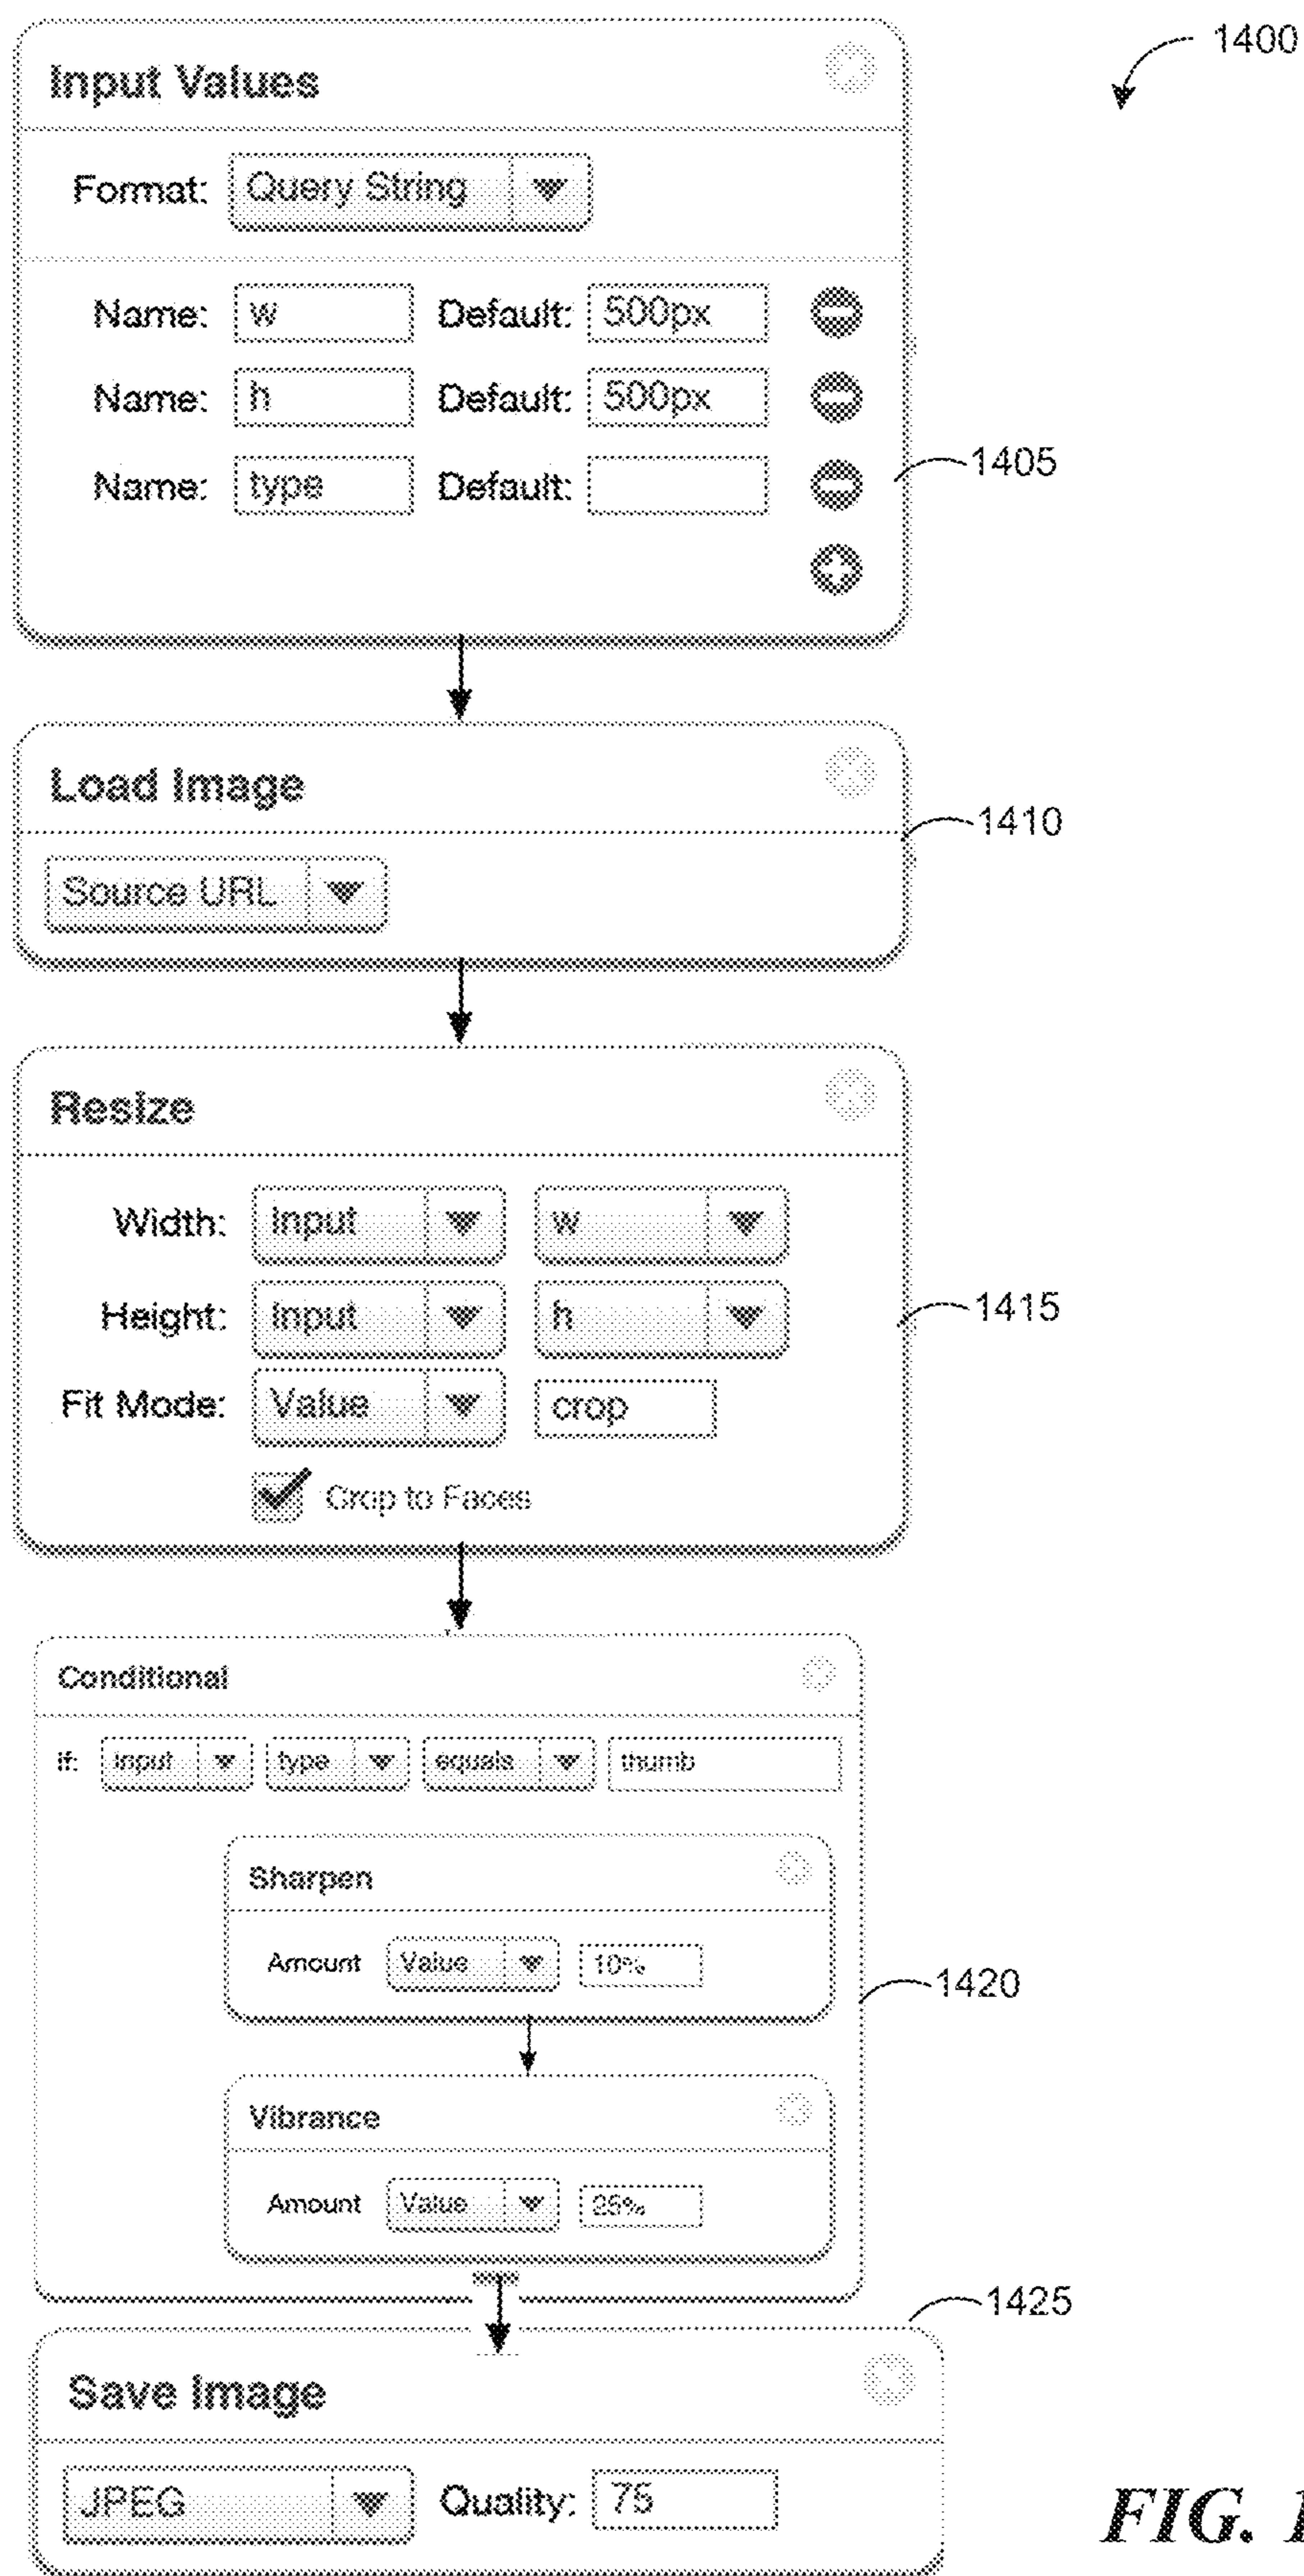 1400
Input Values
Format: Query String
Name: w Default: 500px
Name: h Default: 500px
Name: type Default:
1405
Load Image
1410
Source URL
Resize
Width: Input w
Height: Input h
1415
Fit Mode: Value crop
Crop to Faces
Conditional
If: input type equals thumb
Sharpen
Amount Value 10%
1420
Vibrance
Amount Value 25%
1425
Save Image
JPEG Quality: 75
FIG. 1